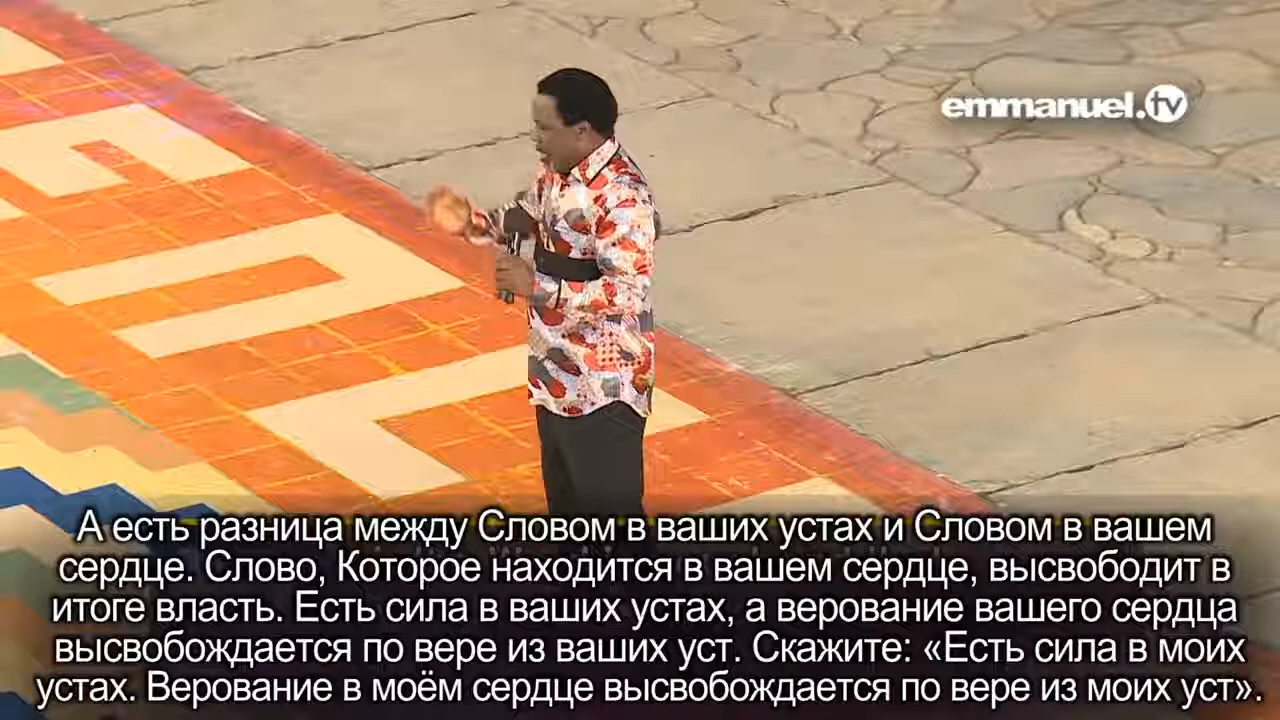 emmanuel.tv
А есть разница между Словом в ваших устах и Словом в вашем
сердце. Слово, Которое находится в вашем сердце, высвободит в
итоге власть. Есть сила в ваших устах, а верование вашего сердца
высвобождается по вере из ваших уст. Скажите: «Есть сила в моих
устах. Верование в моём сердце высвобождается по вере из моих уст».